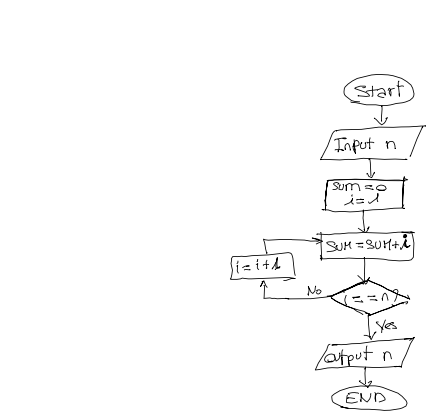 Start
Input n
sum=0
i=1
sum=sum+i
i=i+1
No
i==n?
Yes
output n
END